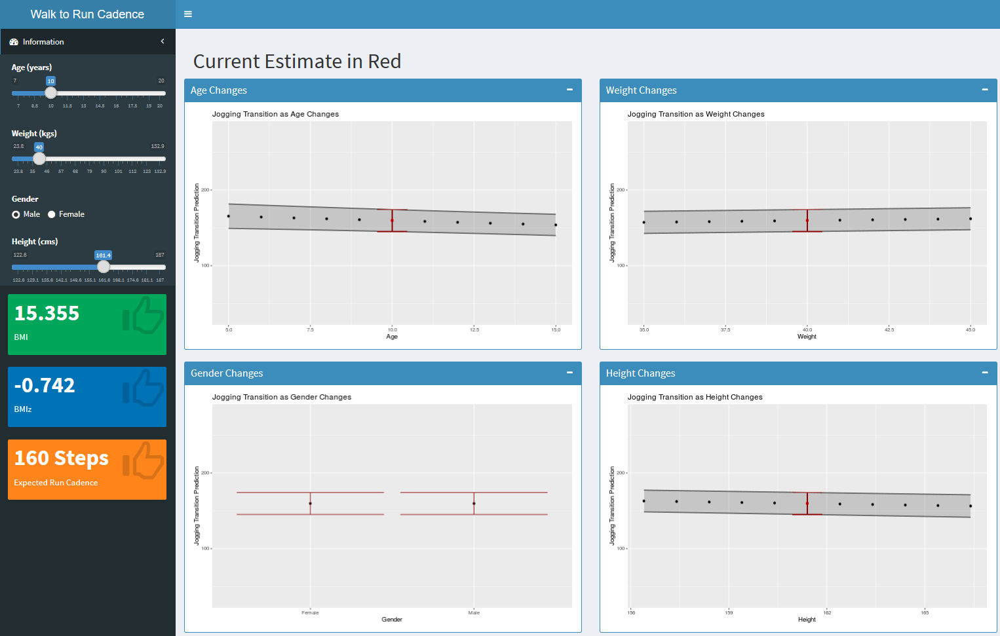 Walk to Run Cadence
Information
Age (years)
7 10 20
7 8.5 10 11.5 13 14.5 16 17.5 19 20
Weight (kgs)
23.8 40 132.9
23.8 35 46 57 68 79 90 101 112 123 132.9
Gender
Male Female
Height (cms)
122.6 161.4 187
122.6 129.1 135.6 142.1 148.6 155.1 161.6 168.1 174.6 181.1 187
15.355
BMI
-0.742
BMIz
160 Steps
Expected Run Cadence
Current Estimate in Red
Age Changes
Jogging Transition as Age Changes
Jogging Transition Prediction
200
100
5.0 7.5 10.0 12.5 15.0
Age
Weight Changes
Jogging Transition as Weight Changes
Jogging Transition Prediction
200
100
35.0 37.5 40.0 42.5 45.0
Weight
Gender Changes
Jogging Transition as Gender Changes
Jogging Transition Prediction
200
100
Female Male
Gender
Height Changes
Jogging Transition as Height Changes
Jogging Transition Prediction
200
100
156 159 162 165
Height